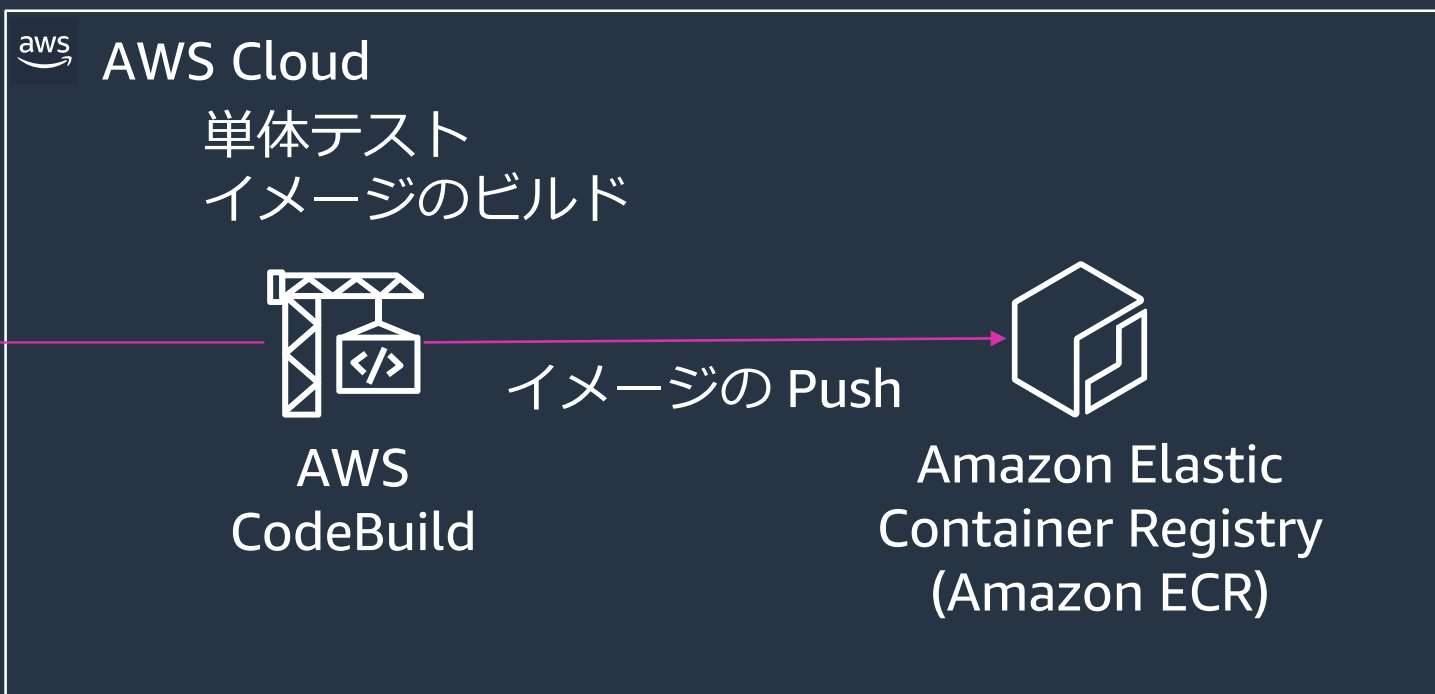 aws
AWS Cloud
単体テスト
イメージのビルド
</>
イメージの Push
AWS
CodeBuild
Amazon Elastic
Container Registry
(Amazon ECR)